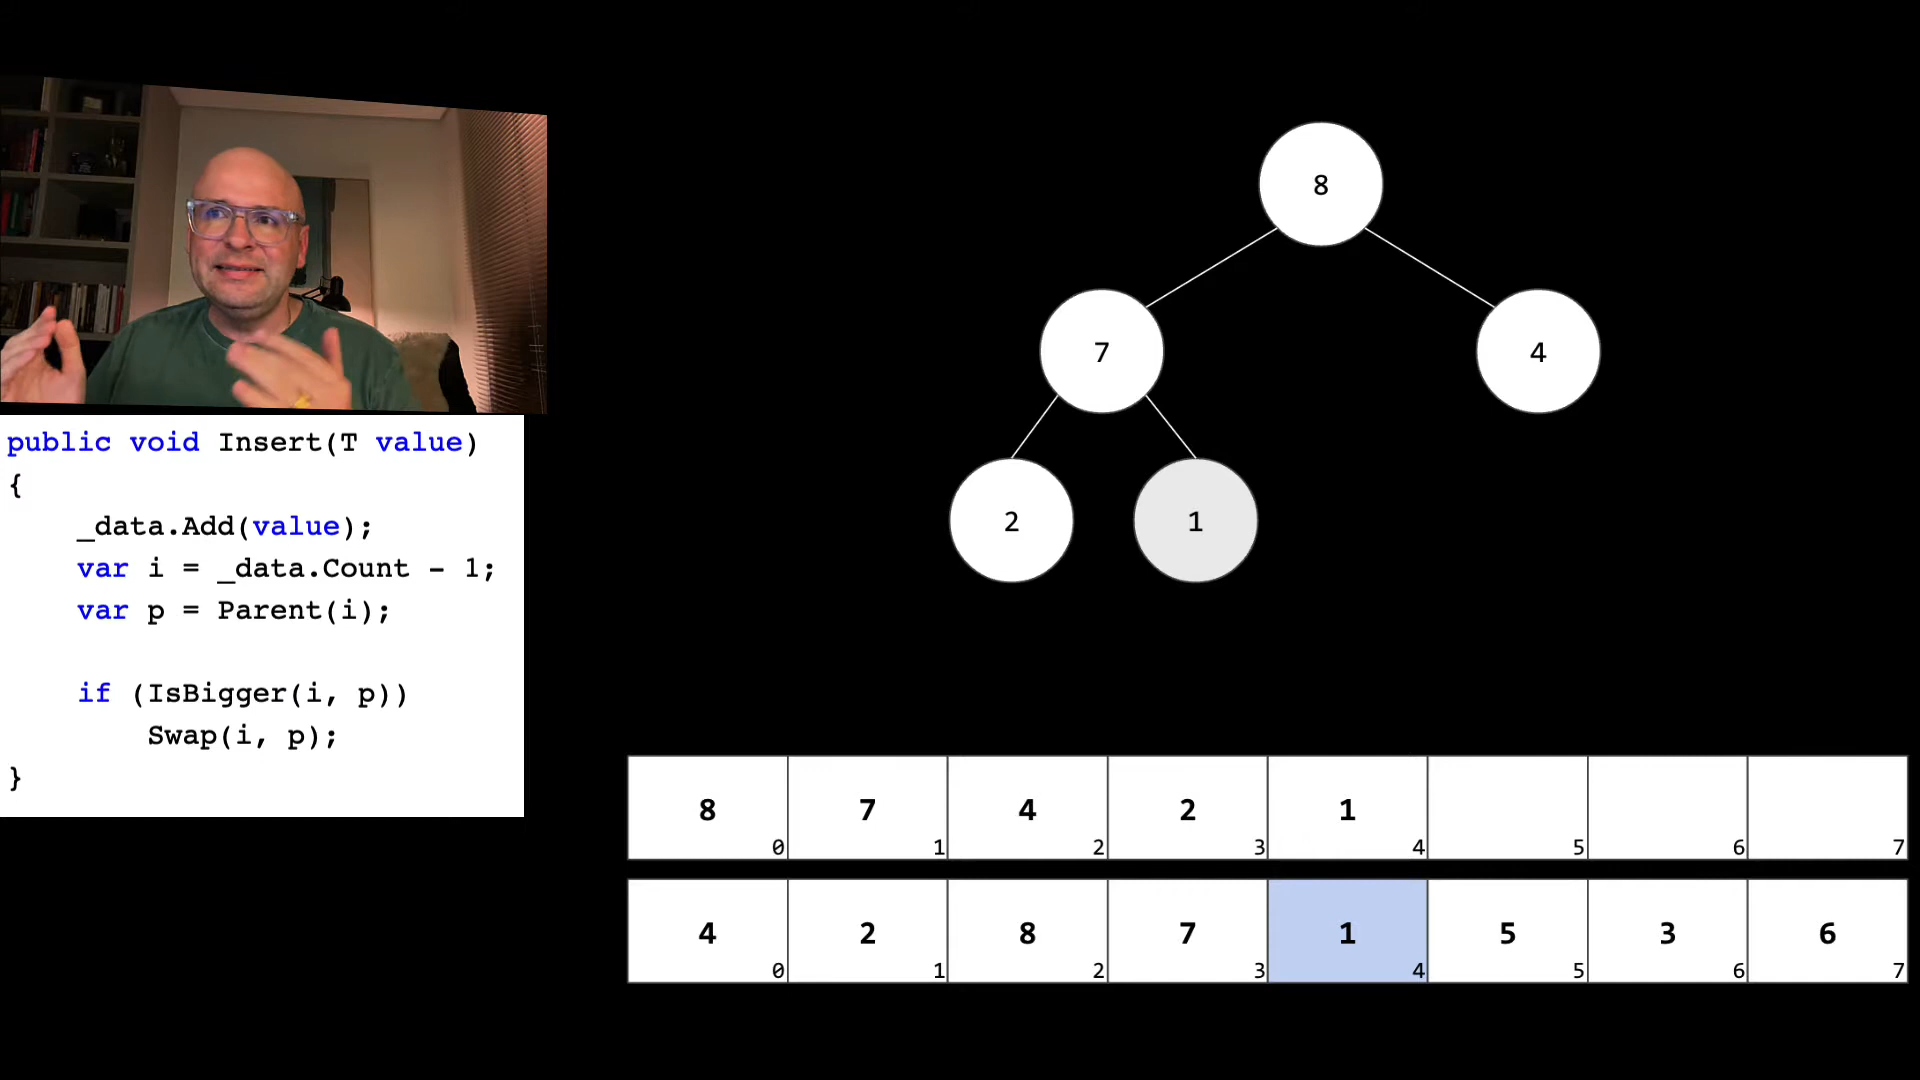 public void Insert(T value)
{
_data.Add(value);
var i = _data.Count - 1;
var p = Parent(i);
if (IsBigger(i, p))
Swap(i, p);
}
8
7 4
2 1
8 7 4 2 1
0 1 2 3 4 5 6 7
4 2 8 7 1 5 3 6
0 1 2 3 4 5 6 7